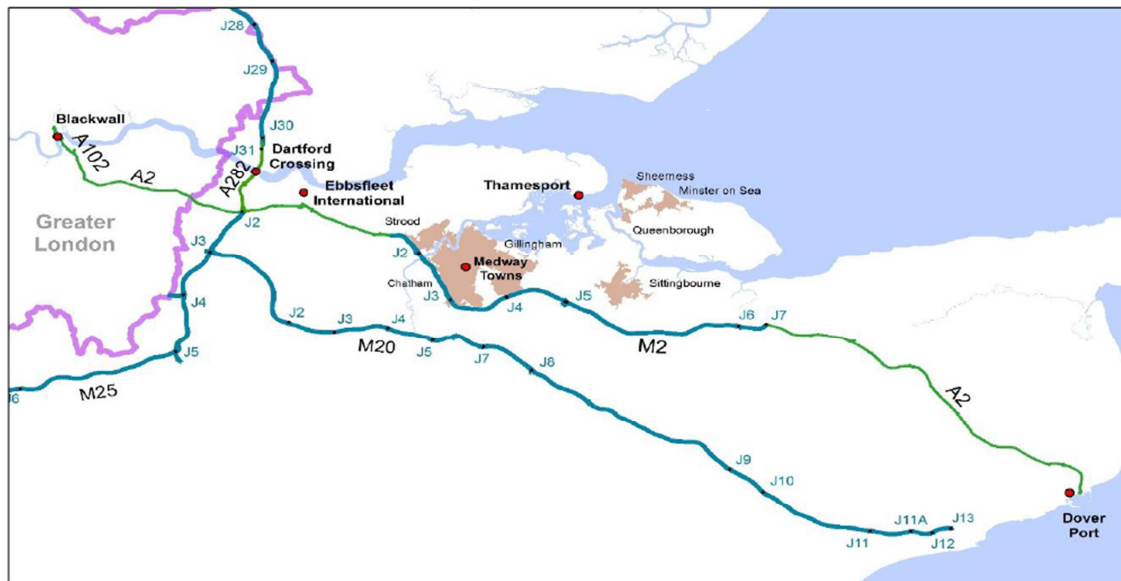 J28
J29
Blackwall
A102
J30
J31
Dartford
Crossing
A2
A282
Ebbsfleet
International
Thamesport
Sheerness
Minster on Sea
Greater
London
J2
Strood
Queenborough
J3
J2
Gillingham
Medway
Towns
Chatham
Sittingbourne
J4
J3
J4
J5
J2
J3
J4
J6
J7
J5
M20
J5
J7
M2
J8
M25
J6
A2
J9
J10
J11
J11A
J12
J13
Dover
Port